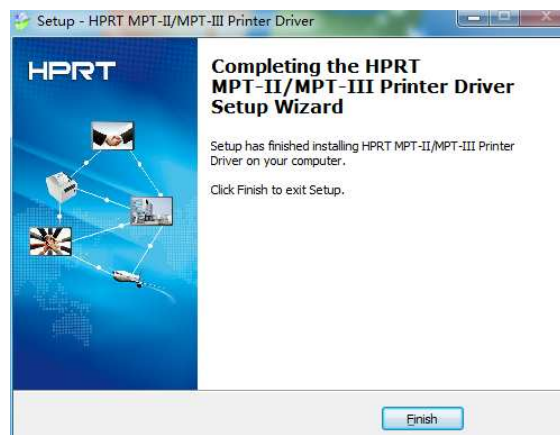 Setup - HPRT MPT-II/MPT-III Printer Driver
HPRT
Completing the HPRT
MPT-II/MPT-III Printer Driver
Setup Wizard
Setup has finished installing HPRT MPT-II/MPT-III Printer
Driver on your computer.
Click Finish to exit Setup.
Finish